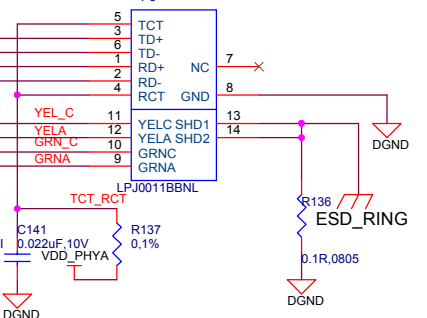 5 TCT
3 TD+
6 TD-
1 RD+ NC 7
2 RD-
4 RCT GND 8
YEL_C 11 YELC SHD1 13
YELA 12 YELA SHD2 14
GRN_C 10 GRNC
GRNA 9 GRNA
DGND
LPJ0011BBNL
TCT_RCT
R136
ESD_RING
C141 R137
0.022uF,10V 0,1%
VDD_PHYA
0.1R,0805
DGND DGND